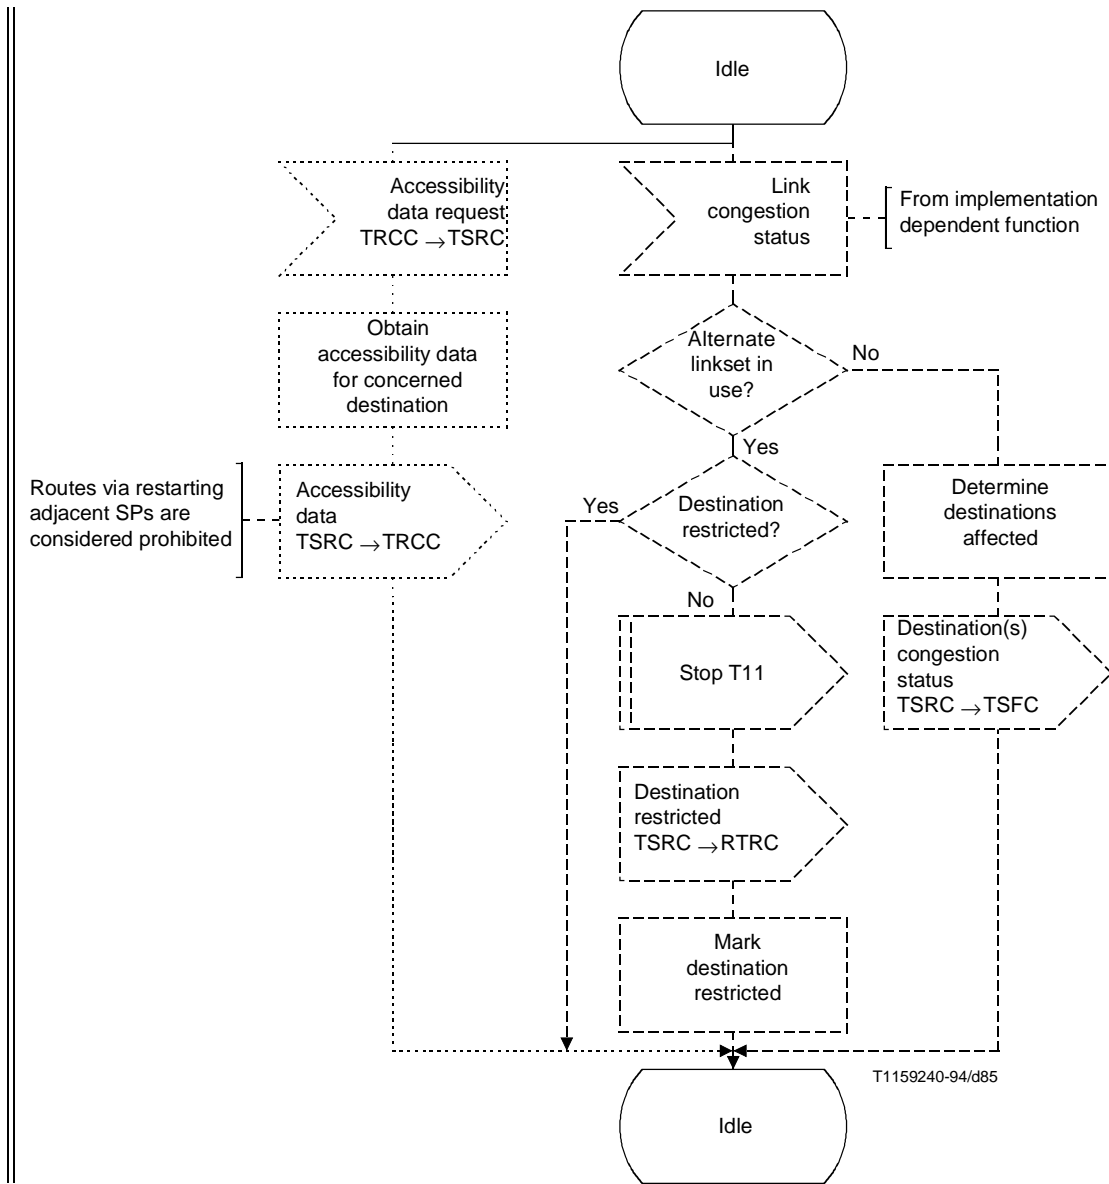 Idle
Accessibility
data request
TRCC → TSRC
Link
congestion
status
From implementation
dependent function
Obtain
accessibility data
for concerned
destination
Alternate
linkset in
use?
No
Yes
Routes via restarting
adjacent SPs are
considered prohibited
Accessibility
data
TSRC → TRCC
Yes
Destination
restricted?
No
Determine
destinations
affected
Stop T11
Destination(s)
congestion
status
TSRC → TSFC
Destination
restricted
TSRC → RTRC
Mark
destination
restricted
T1159240-94/d85
Idle